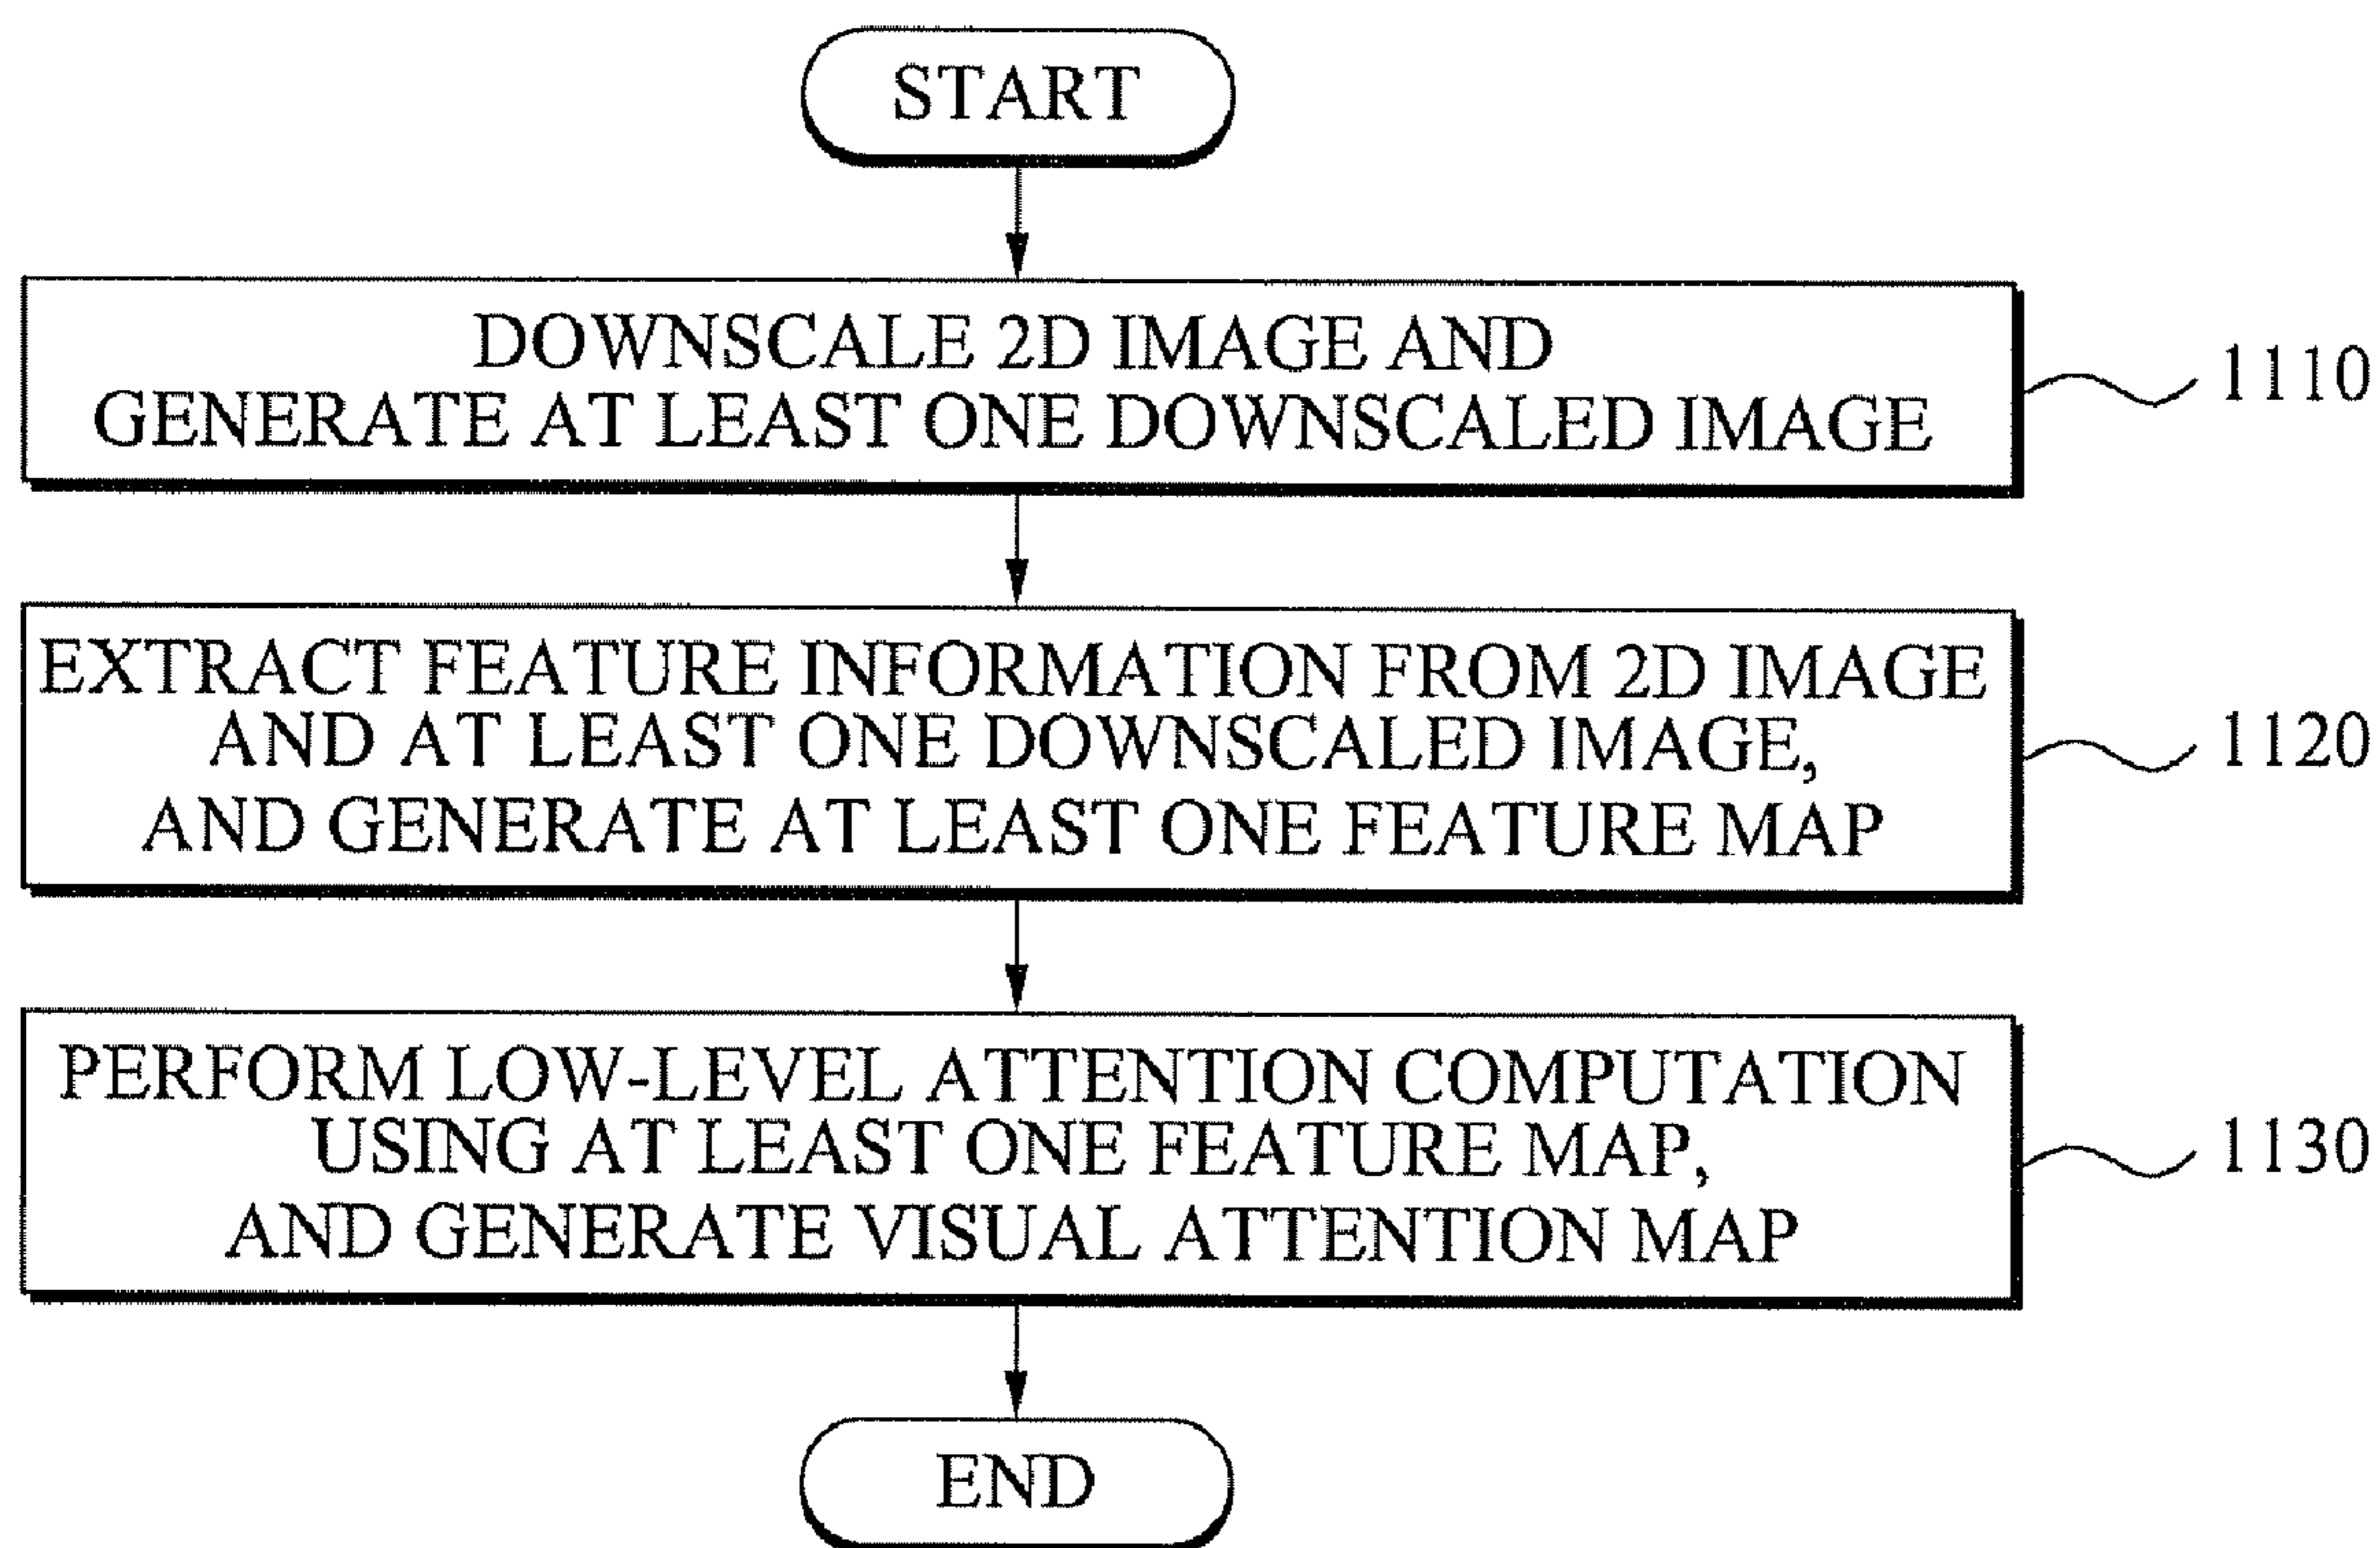 START
DOWNSCALE 2D IMAGE AND
GENERATE AT LEAST ONE DOWNSCALED IMAGE
1110
EXTRACT FEATURE INFORMATION FROM 2D IMAGE
AND AT LEAST ONE DOWNSCALED IMAGE,
AND GENERATE AT LEAST ONE FEATURE MAP
1120
PERFORM LOW-LEVEL ATTENTION COMPUTATION
USING AT LEAST ONE FEATURE MAP,
AND GENERATE VISUAL ATTENTION MAP
1130
END